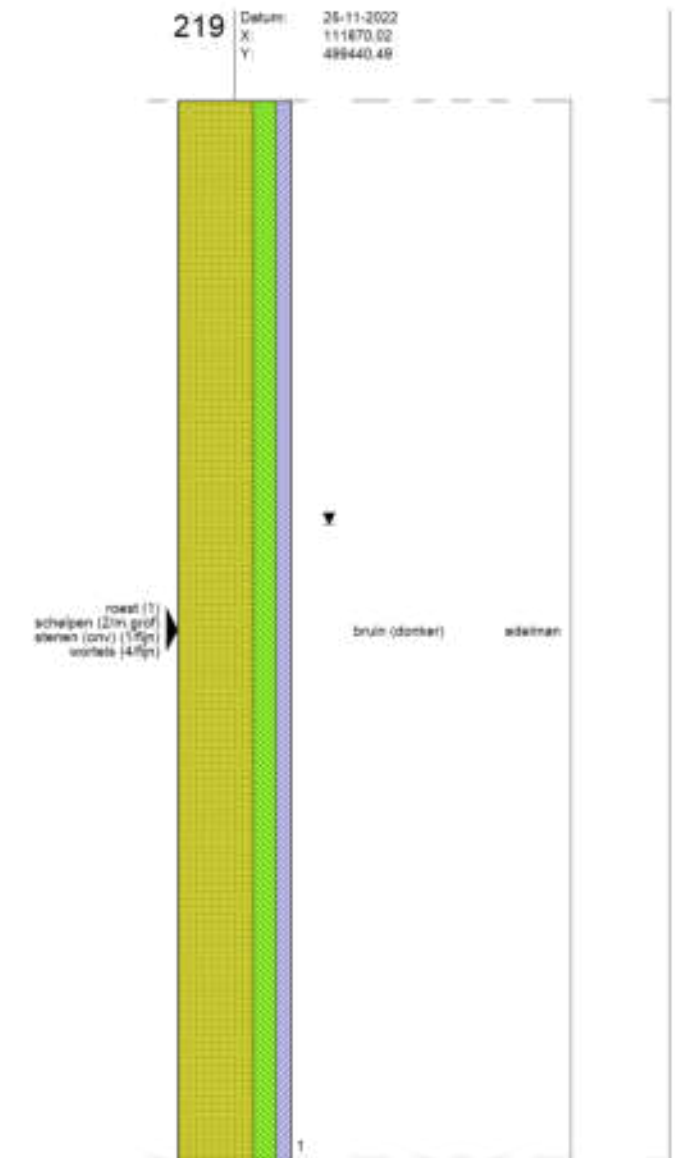 219
Datum: 25-11-2022
X: 111670.02
Y: 499440.49
roest (1)
schelpen (2/m grof)
stenen (onv) (1/fijn)
wortels (4/fijn)
bruin (donker)
edelman
1